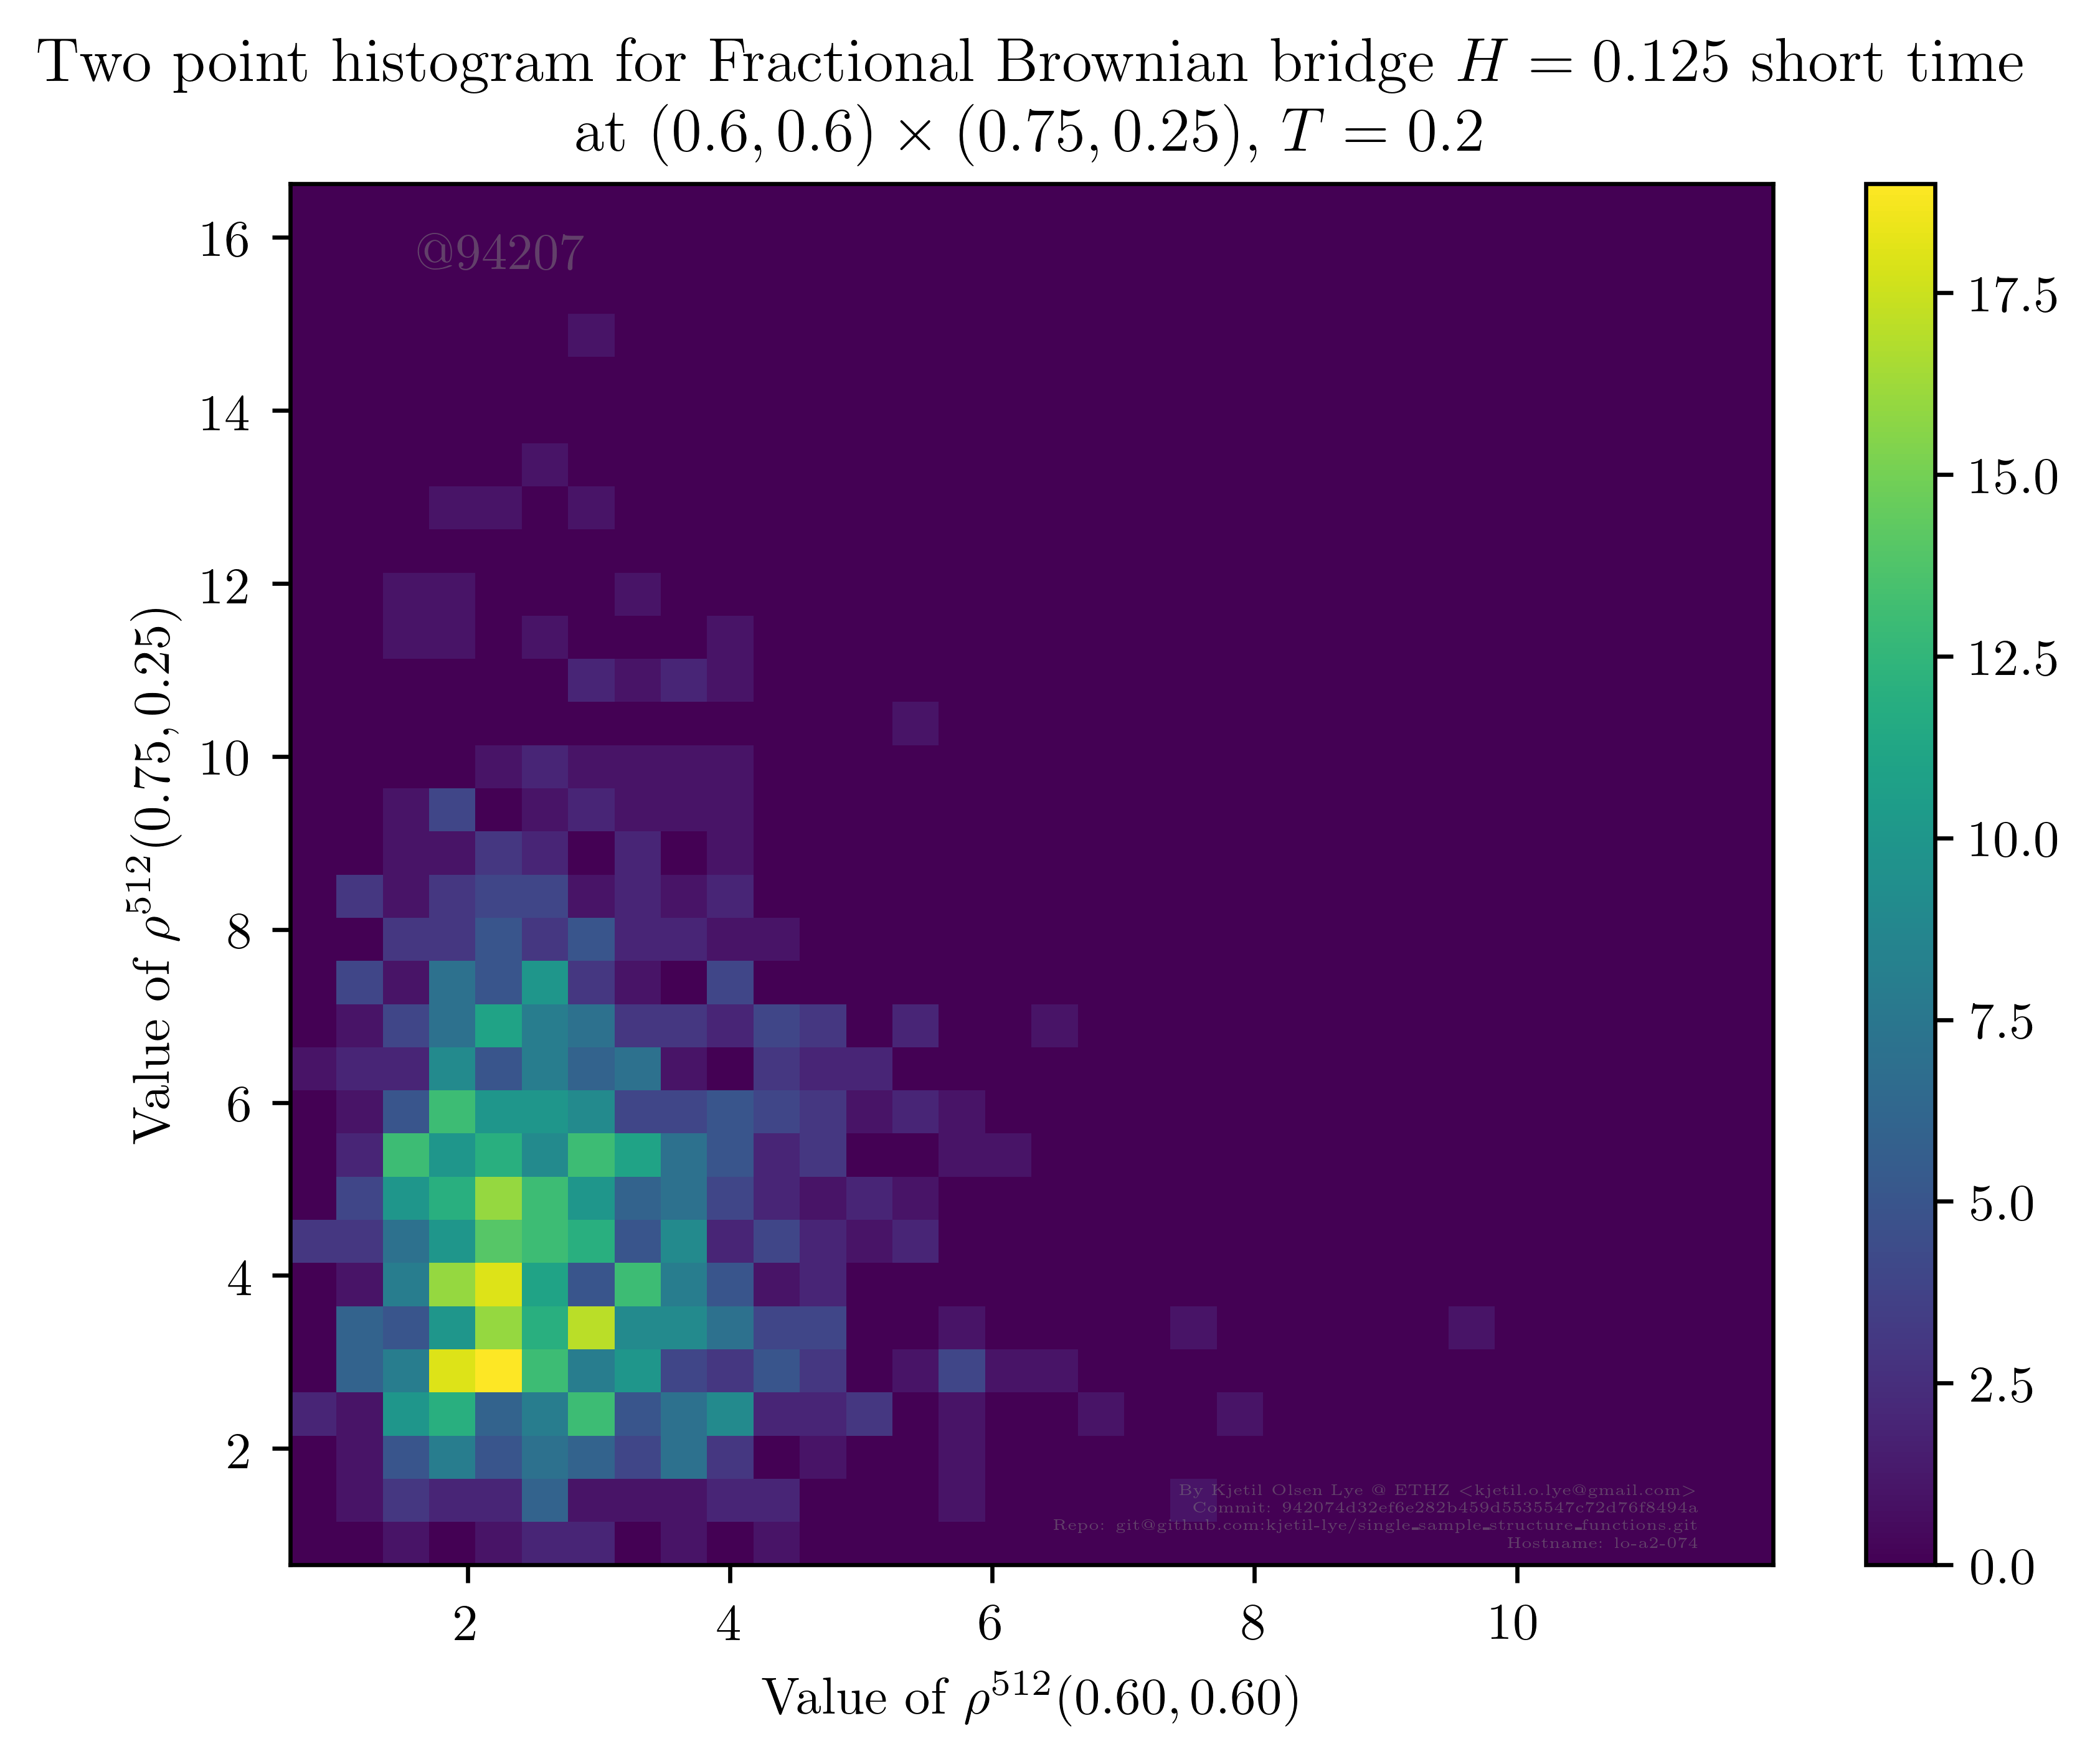 Two point histogram for Fractional Brownian bridge H = 0.125 short time
at (0.6, 0.6) × (0.75, 0.25), T = 0.2
@94207
16
14
12
10
8
6
4
2
Value of ρ⁵¹²(0.75, 0.25)
2 4 6 8 10
Value of ρ⁵¹²(0.60, 0.60)
17.5
15.0
12.5
10.0
7.5
5.0
2.5
0.0
By Kjetil Olsen Lye @ ETHZ <kjetil.o.lye@gmail.com>
Commit: 942074d32ef6e282b459d5535547c72d76f8494a
Repo: git@github.com:kjetil-lye/single_sample_structure_functions.git
Hostname: lo-a2-074